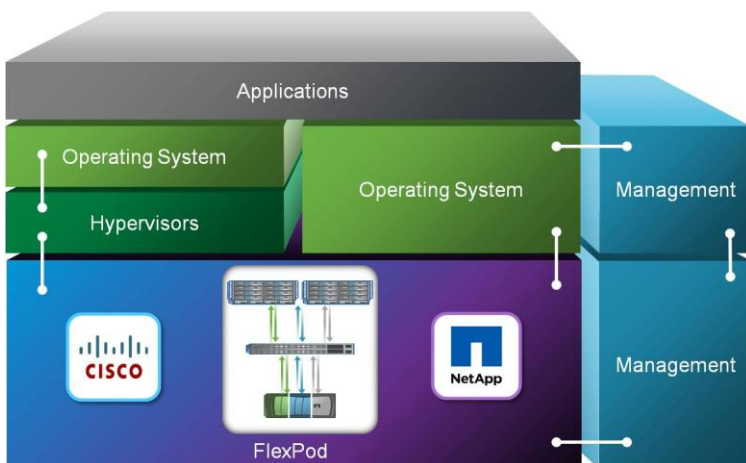 Applications
Operating System
Operating System
Management
Hypervisors
CISCO
NetApp
Management
FlexPod